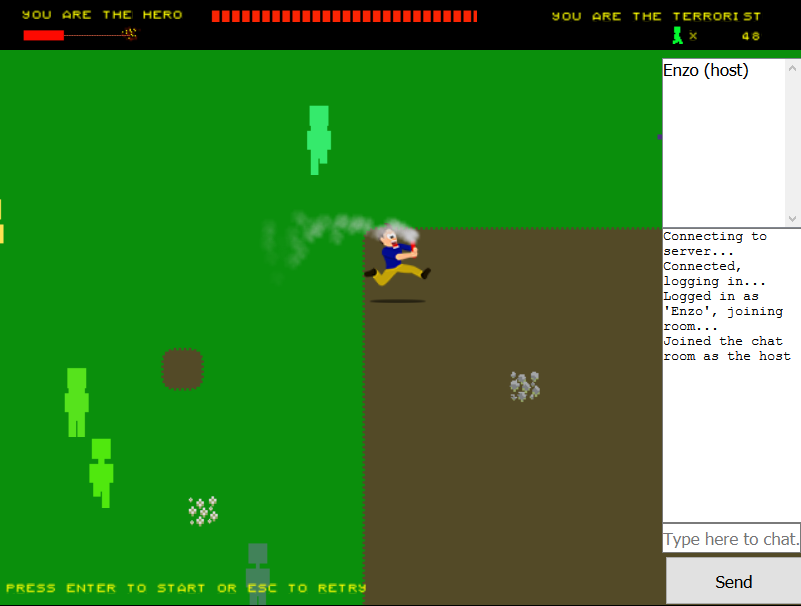 YOU ARE THE HERO
YOU ARE THE TERRORIST
× 48
Enzo (host)
Connecting to
server...
Connected,
logging in...
Logged in as
'Enzo', joining
room...
Joined the chat
room as the host
Type here to chat.
Send
PRESS ENTER TO START OR ESC TO RETRY